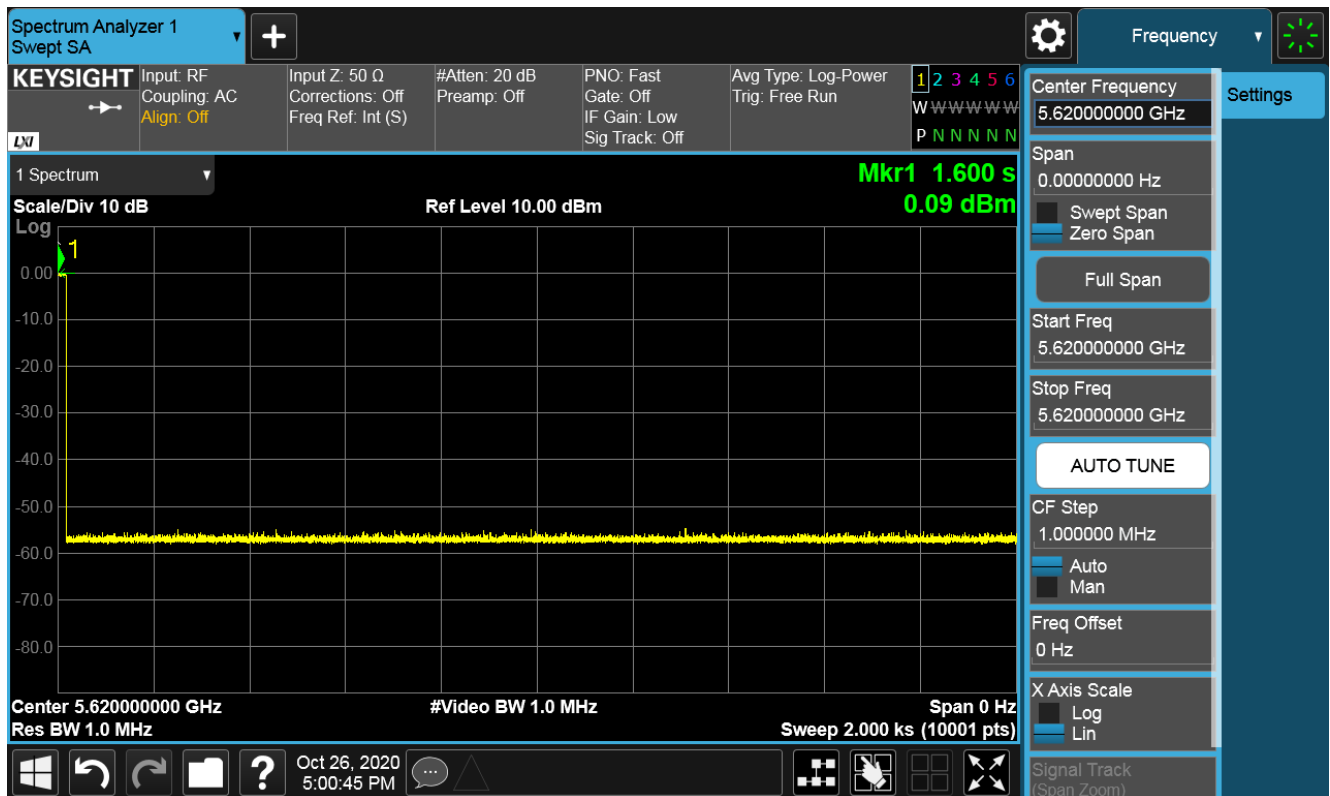 Spectrum Analyzer 1
Swept SA
Frequency
KEYSIGHT
LXI
Input: RF
Coupling: AC
Align: Off
Input Z: 50 Ω
Corrections: Off
Freq Ref: Int (S)
#Atten: 20 dB
Preamp: Off
PNO: Fast
Gate: Off
IF Gain: Low
Sig Track: Off
Avg Type: Log-Power
Trig: Free Run
1 2 3 4 5 6
W W W W W W
P N N N N N
1 Spectrum
Mkr1 1.600 s
Scale/Div 10 dB
Ref Level 10.00 dBm
0.09 dBm
Log
1
0.00
-10.0
-20.0
-30.0
-40.0
-50.0
-60.0
-70.0
-80.0
Center 5.620000000 GHz
#Video BW 1.0 MHz
Span 0 Hz
Res BW 1.0 MHz
Sweep 2.000 ks (10001 pts)
Oct 26, 2020
5:00:45 PM
?
Center Frequency
5.620000000 GHz
Span
0.00000000 Hz
Swept Span
Zero Span
Full Span
Start Freq
5.620000000 GHz
Stop Freq
5.620000000 GHz
AUTO TUNE
CF Step
1.000000 MHz
Auto
Man
Freq Offset
0 Hz
X Axis Scale
Log
Lin
Signal Track
(Span Zoom)
Settings